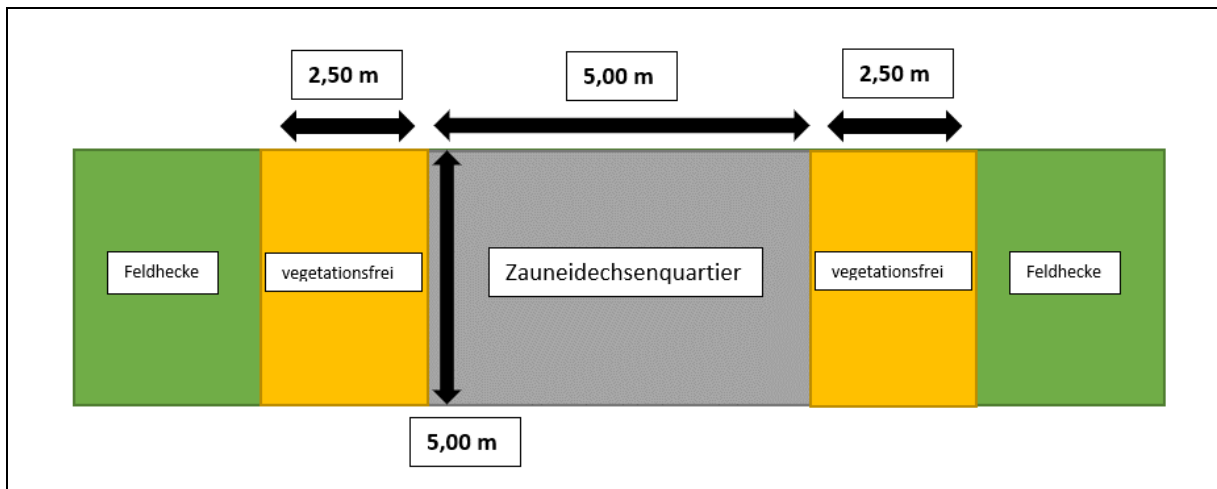 2,50 m
5,00 m
2,50 m
Feldhecke
vegetationsfrei
Zauneidechsenquartier
vegetationsfrei
Feldhecke
5,00 m